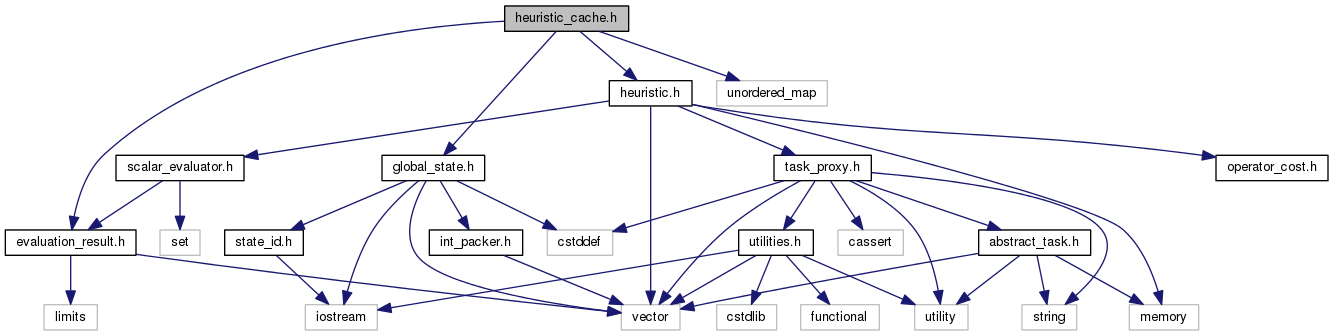 heuristic_cache.h
heuristic.h
unordered_map
scalar_evaluator.h
global_state.h
task_proxy.h
operator_cost.h
evaluation_result.h
set
state_id.h
int_packer.h
cstddef
utilities.h
cassert
abstract_task.h
limits
iostream
vector
cstdlib
functional
utility
string
memory